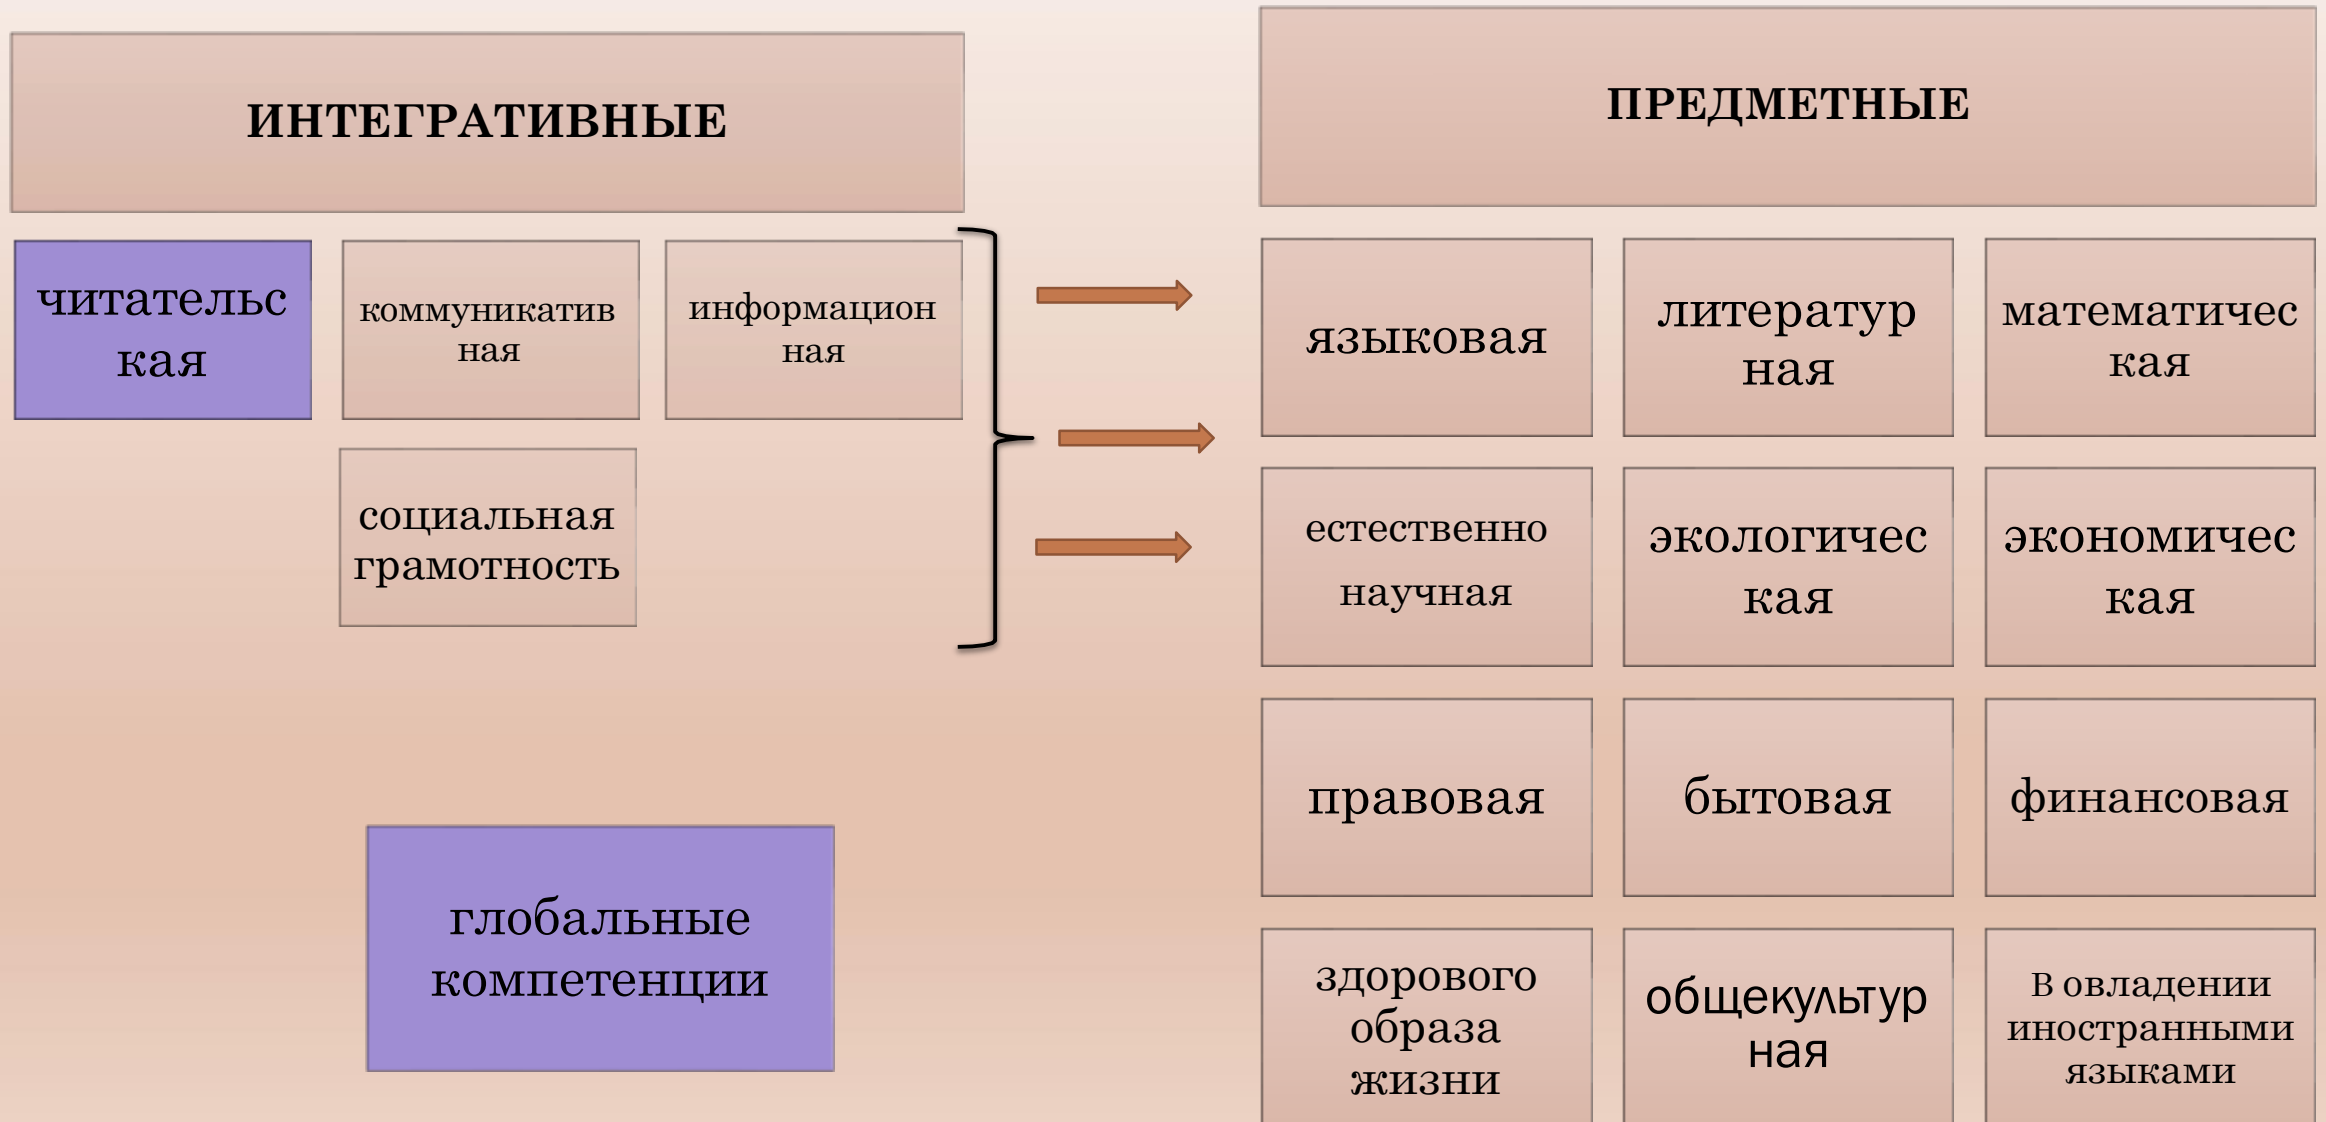 ИНТЕГРАТИВНЫЕ
читательс
кая
коммуникатив
ная
информацион
ная
социальная
грамотность
глобальные
компетенции
ПРЕДМЕТНЫЕ
языковая
литератур
ная
математичес
кая
естественно
научная
экологичес
кая
экономичес
кая
правовая
бытовая
финансовая
здорового
образа
жизни
общекультур
ная
В овладении
иностранными
языками